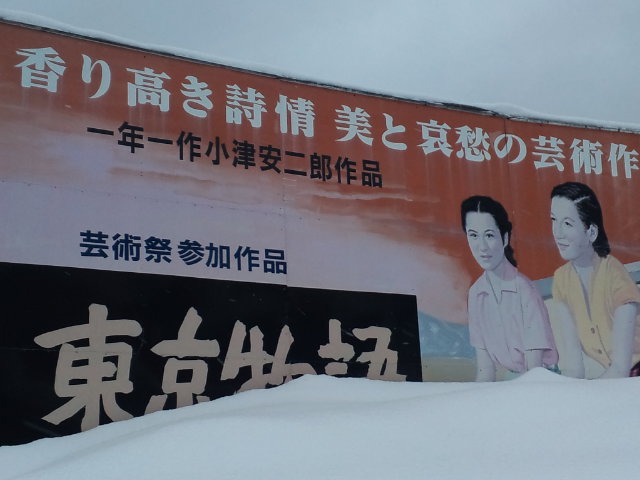 香り高き詩情 美と哀愁の芸術作
一年一作小津安二郎作品
芸術祭参加作品
東京物語